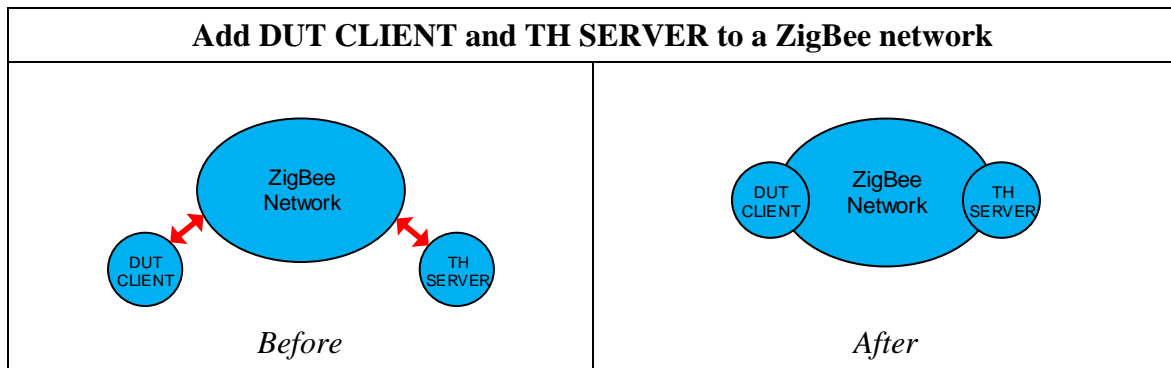 Add DUT CLIENT and TH SERVER to a ZigBee network
ZigBee
Network
DUT
CLIENT
TH
SERVER
Before
ZigBee
Network
DUT
CLIENT
TH
SERVER
After